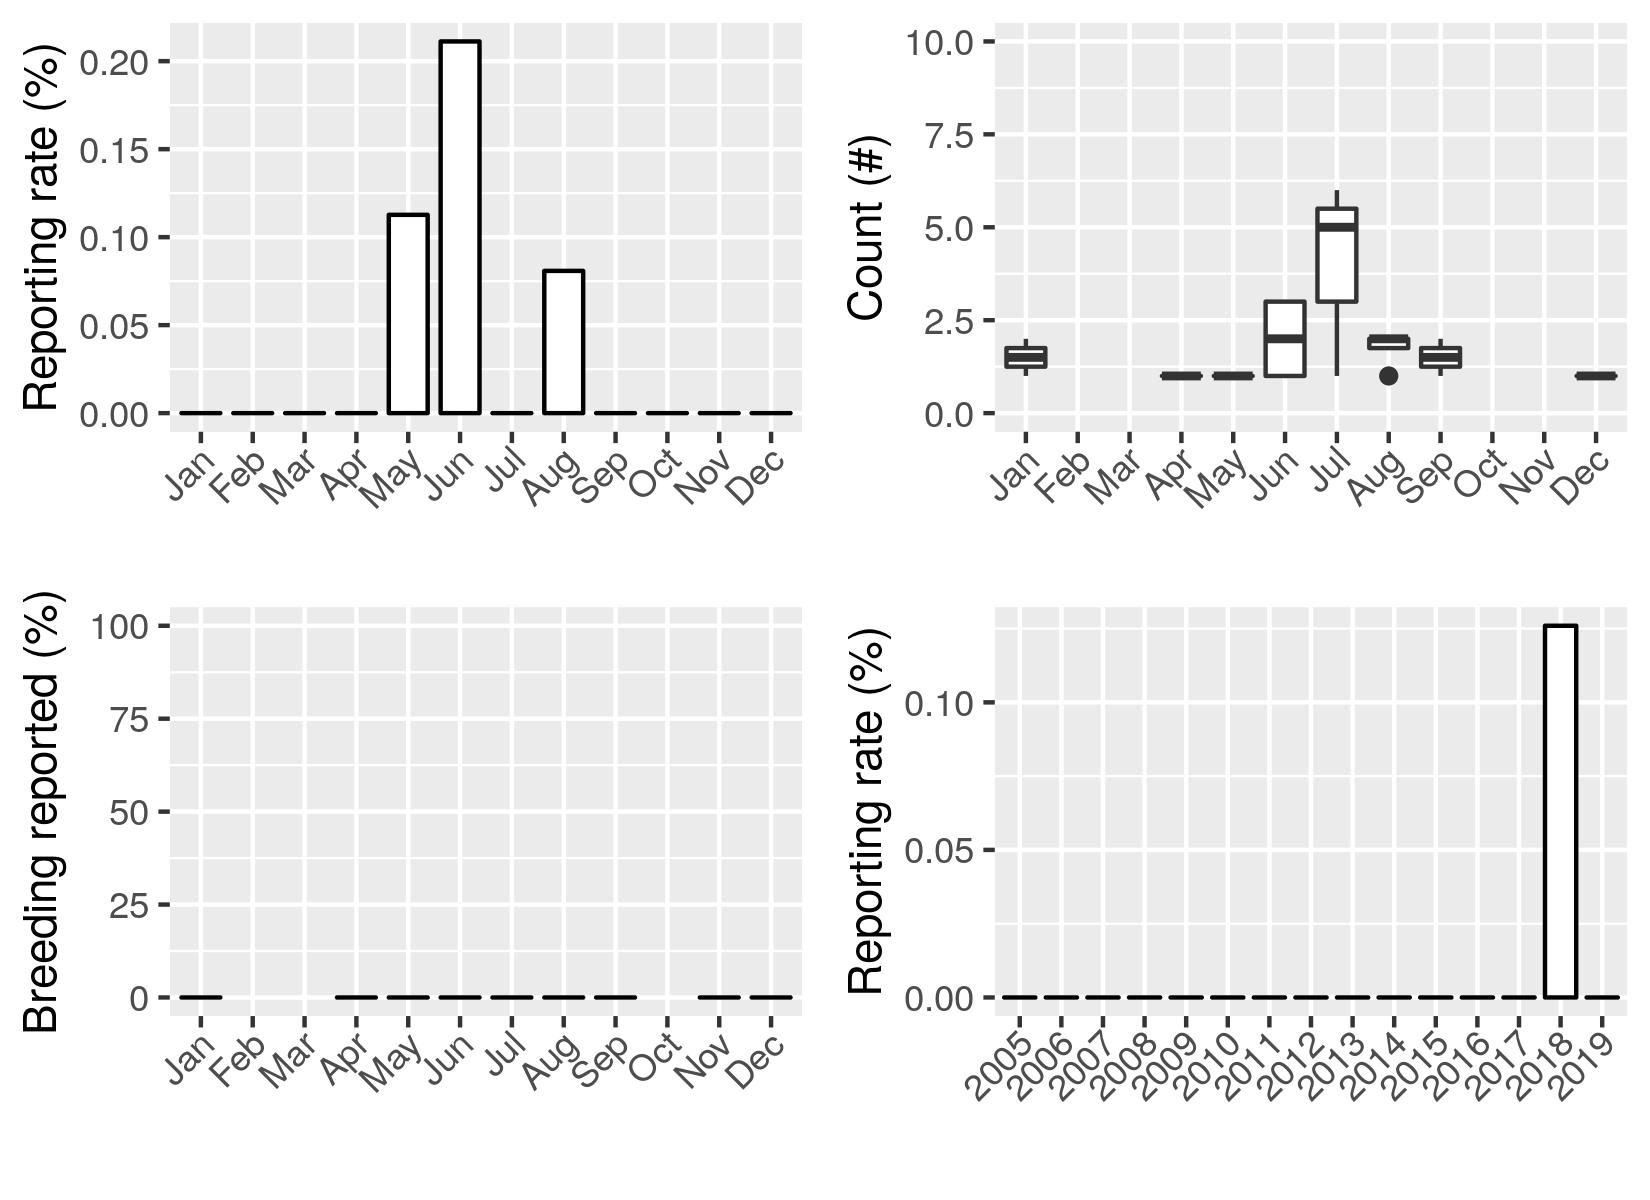 Reporting rate (%)
0.20
0.15
0.10
0.05
0.00
Jan Feb Mar Apr May Jun Jul Aug Sep Oct Nov Dec
Count (#)
10.0
7.5
5.0
2.5
0.0
Jan Feb Mar Apr May Jun Jul Aug Sep Oct Nov Dec
Breeding reported (%)
100
75
50
25
0
Jan Feb Mar Apr May Jun Jul Aug Sep Oct Nov Dec
Reporting rate (%)
0.10
0.05
0.00
2005 2006 2007 2008 2009 2010 2011 2012 2013 2014 2015 2016 2017 2018 2019